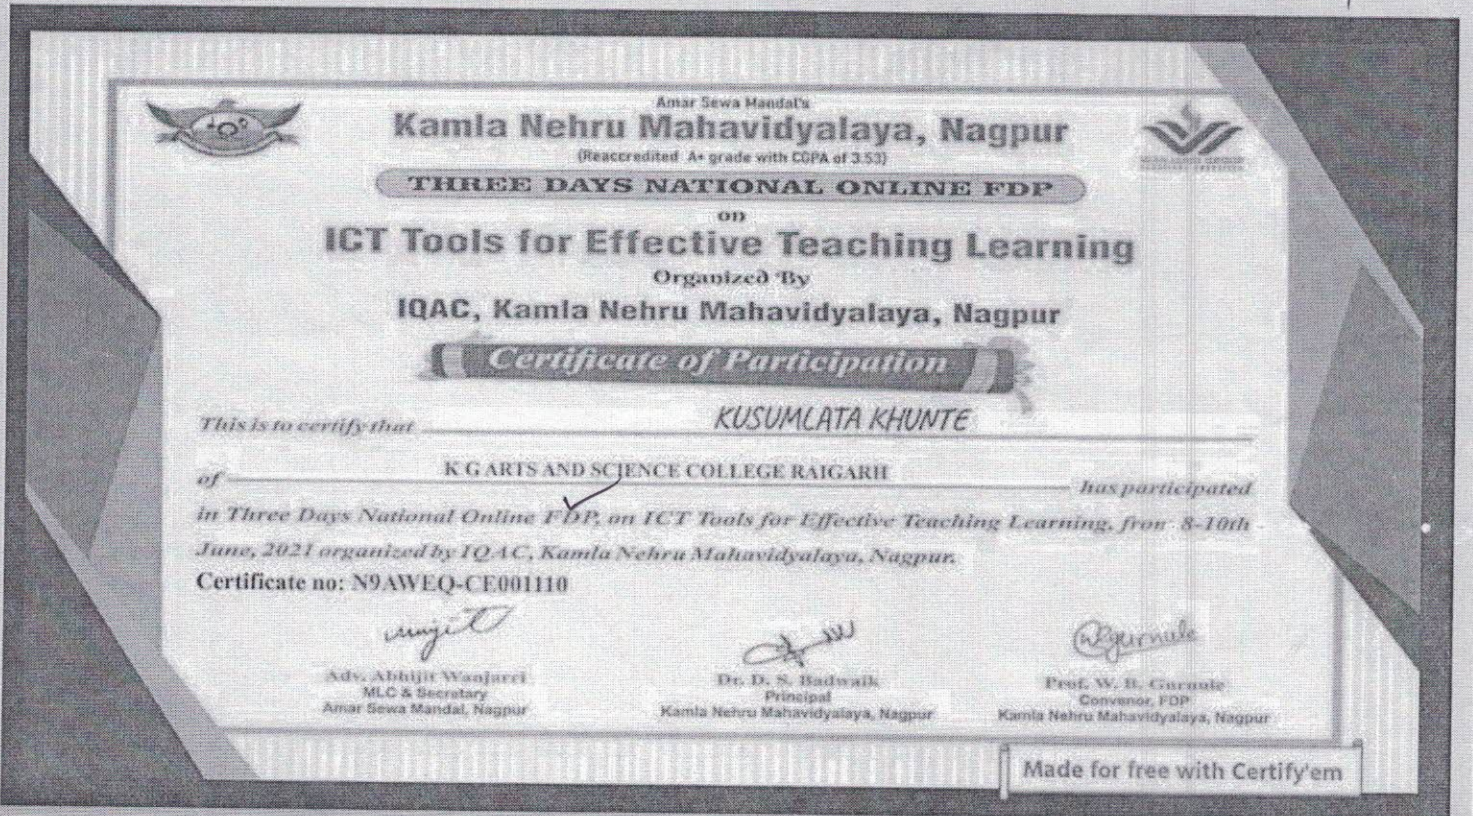 Amar Sewa Mandal's
Kamla Nehru Mahavidyalaya, Nagpur
(Reaccredited A+ grade with CGPA of 3.53)
THREE DAYS NATIONAL ONLINE FDP
on
ICT Tools for Effective Teaching Learning
Organized By
IQAC, Kamla Nehru Mahavidyalaya, Nagpur
Certificate of Participation
This is to certify that KUSUMLATA KHUNTE
of K G ARTS AND SCIENCE COLLEGE RAIGARH has participated
in Three Days National Online FDP, on ICT Tools for Effective Teaching Learning, from 8-10th
June, 2021 organized by IQAC, Kamla Nehru Mahavidyalaya, Nagpur.
Certificate no: N9AWEQ-CE001110
Adv. Abhijit Wanjarri
MLC & Secretary
Amar Sewa Mandal, Nagpur
Dr. D. S. Badwaik
Principal
Kamla Nehru Mahavidyalaya, Nagpur
Prof. W. B. Gurnule
Convenor, FDP
Kamla Nehru Mahavidyalaya, Nagpur
Made for free with Certify'em